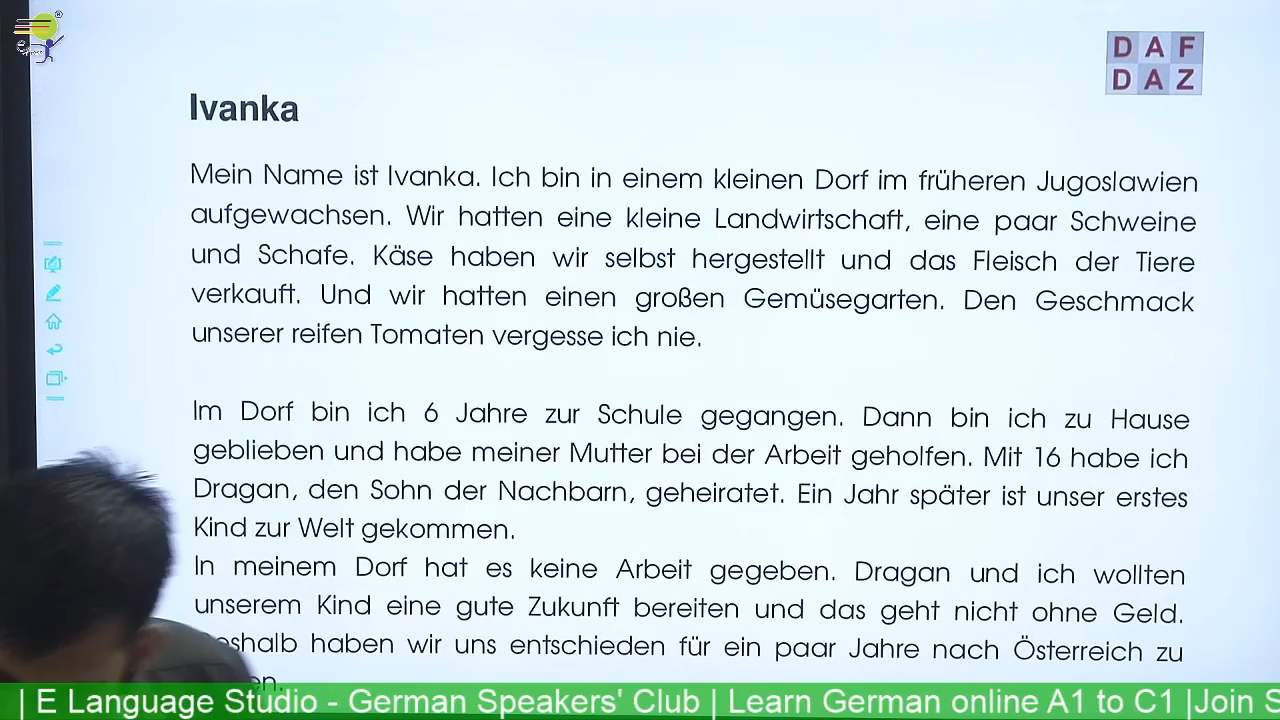 DAF
DAZ
Ivanka
Mein Name ist Ivanka. Ich bin in einem kleinen Dorf im früheren Jugoslawien
aufgewachsen. Wir hatten eine kleine Landwirtschaft, eine paar Schweine
und Schafe. Käse haben wir selbst hergestellt und das Fleisch der Tiere
verkauft. Und wir hatten einen großen Gemüsegarten. Den Geschmack
unserer reifen Tomaten vergesse ich nie.
Im Dorf bin ich 6 Jahre zur Schule gegangen. Dann bin ich zu Hause
geblieben und habe meiner Mutter bei der Arbeit geholfen. Mit 16 habe ich
Dragan, den Sohn der Nachbarn, geheiratet. Ein Jahr später ist unser erstes
Kind zur Welt gekommen.
In meinem Dorf hat es keine Arbeit gegeben. Dragan und ich wollten
unserem Kind eine gute Zukunft bereiten und das geht nicht ohne Geld.
haben wir uns entschieden für ein paar Jahre nach Österreich zu
| E Language Studio - German Speakers' Club | Learn German online A1 to C1 |Join S